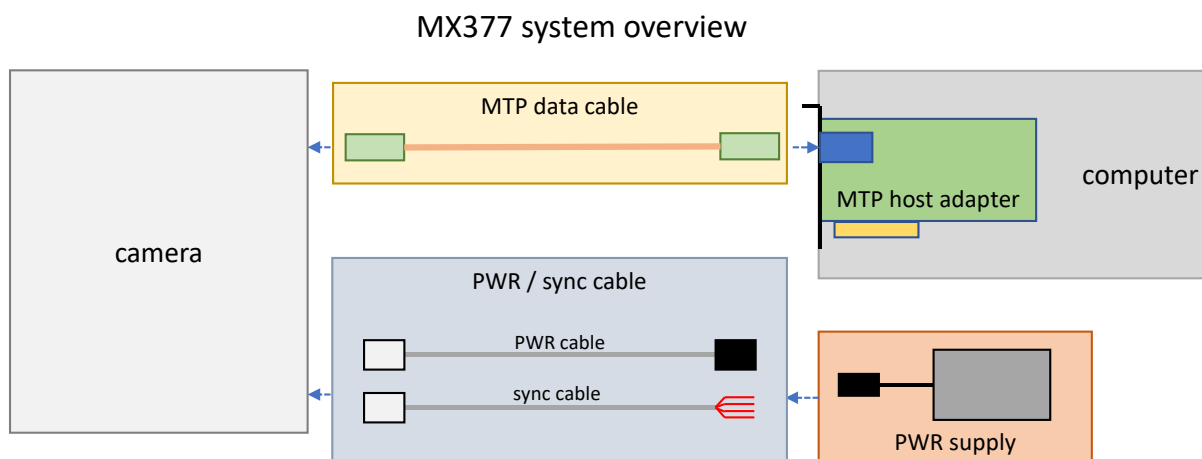 MX377 system overview
camera
MTP data cable
MTP host adapter
computer
PWR / sync cable
PWR cable
sync cable
PWR supply